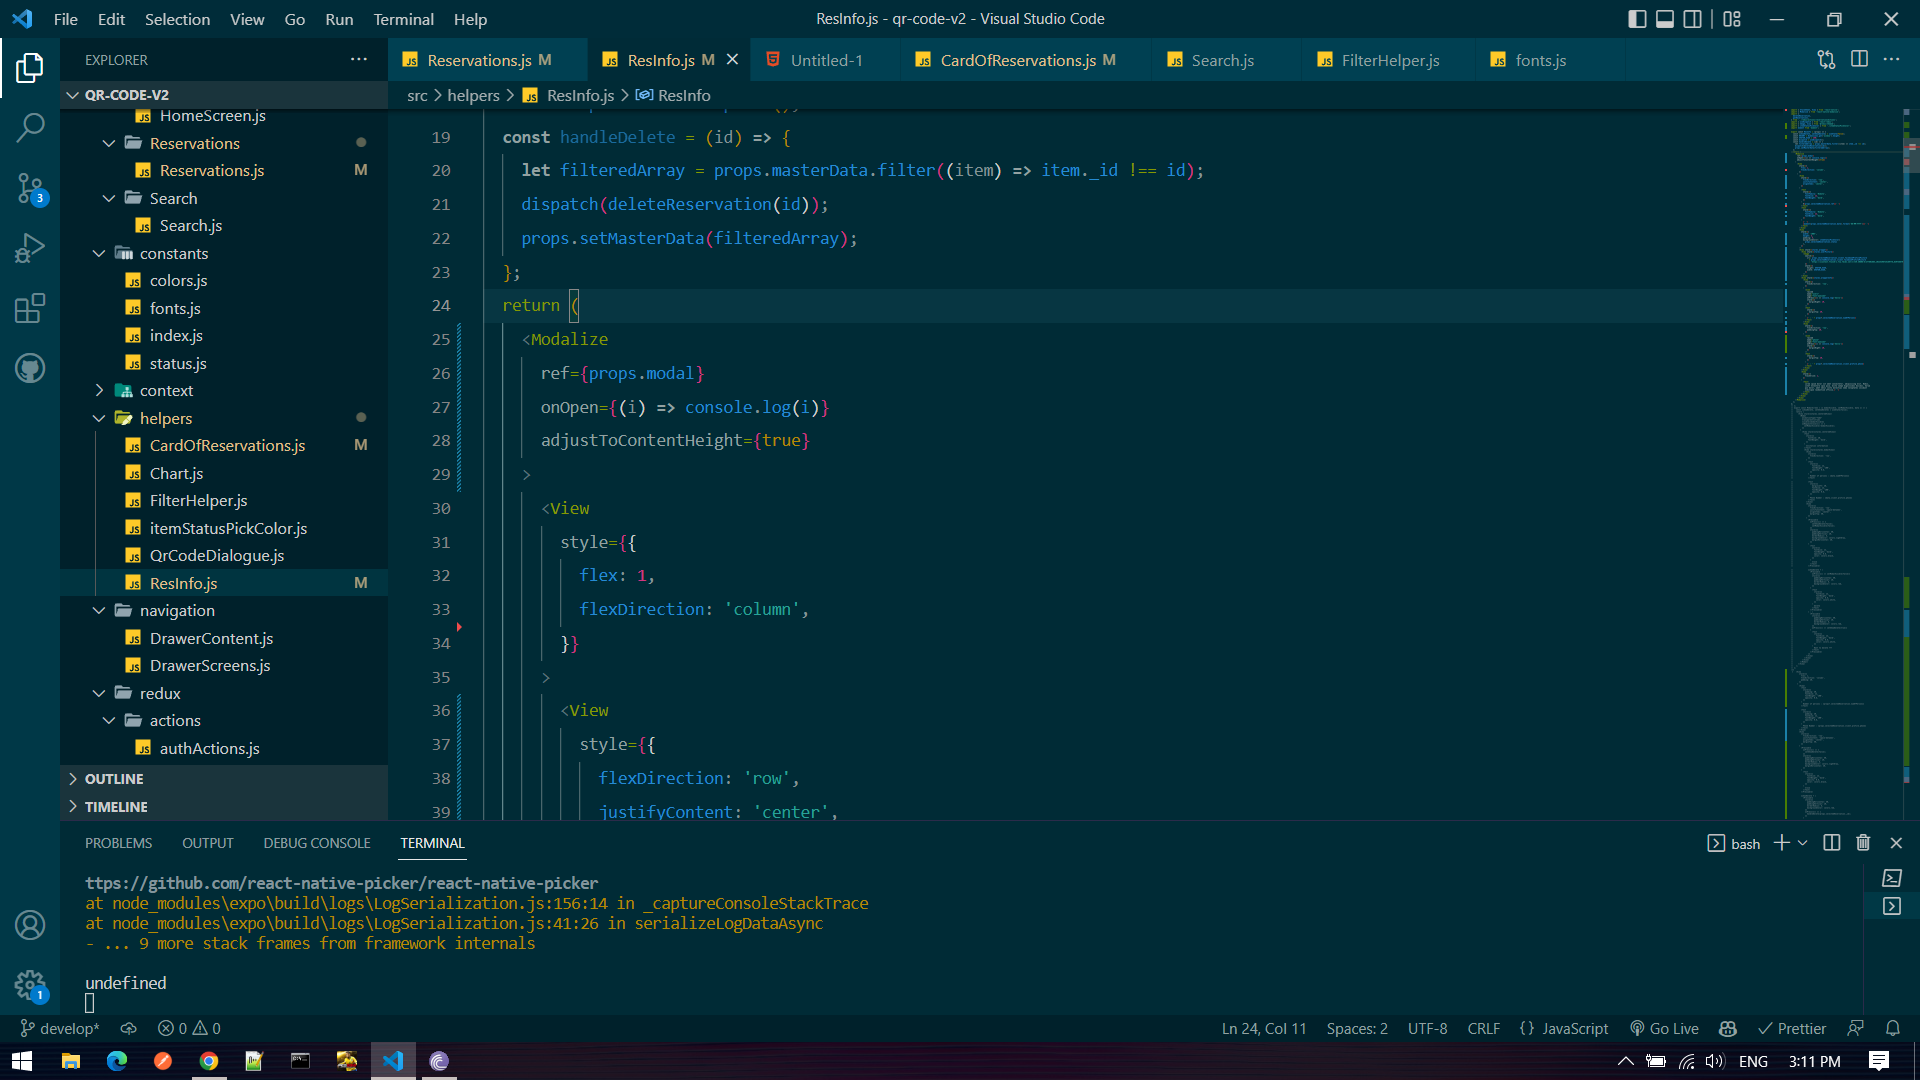 File Edit Selection View Go Run Terminal Help
ResInfo.js - qr-code-v2 - Visual Studio Code
EXPLORER
Reservations.js M
ResInfo.js M
Untitled-1
CardOfReservations.js M
Search.js
FilterHelper.js
fonts.js
QR-CODE-V2
src > helpers > ResInfo.js > ResInfo
HomeScreen.js
Reservations
Reservations.js M
Search
Search.js
constants
colors.js
fonts.js
index.js
status.js
context
helpers
CardOfReservations.js M
Chart.js
FilterHelper.js
itemStatusPickColor.js
QrCodeDialogue.js
ResInfo.js M
navigation
DrawerContent.js
DrawerScreens.js
redux
actions
authActions.js
OUTLINE
TIMELINE
3
1
19 const handleDelete = (id) => {
20 let filteredArray = props.masterData.filter((item) => item._id !== id);
21 dispatch(deleteReservation(id));
22 props.setMasterData(filteredArray);
23 };
24 return (
25 <Modalize
26 ref={props.modal}
27 onOpen={(i) => console.log(i)}
28 adjustToContentHeight={true}
29 >
30 <View
31 style={{
32 flex: 1,
33 flexDirection: 'column',
34 }}
35 >
36 <View
37 style={{
38 flexDirection: 'row',
39 justifyContent: 'center',
PROBLEMS OUTPUT DEBUG CONSOLE TERMINAL
bash
ttps://github.com/react-native-picker/react-native-picker
at node_modules\expo\build\logs\LogSerialization.js:156:14 in _captureConsoleStackTrace
at node_modules\expo\build\logs\LogSerialization.js:41:26 in serializeLogDataAsync
- ... 9 more stack frames from framework internals
undefined
develop* 0 0
Ln 24, Col 11 Spaces: 2 UTF-8 CRLF {} JavaScript Go Live Prettier
ENG 3:11 PM